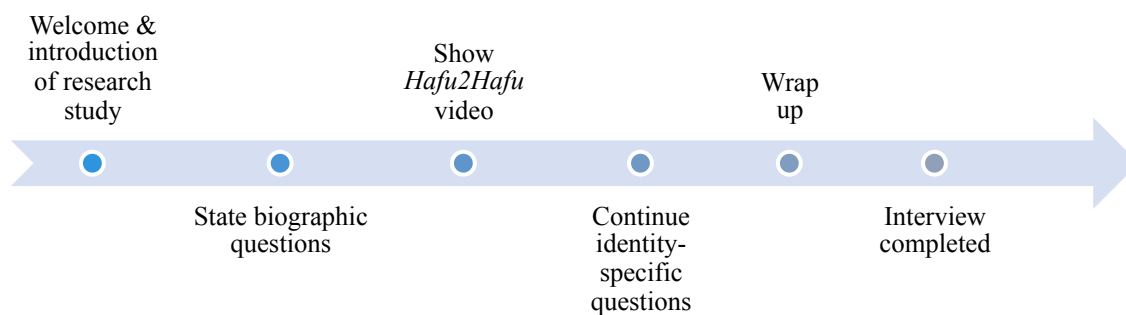 Welcome &
introduction
of research
study
State biographic
questions
Show
Hafu2Hafu
video
Continue
identity-
specific
questions
Wrap
up
Interview
completed